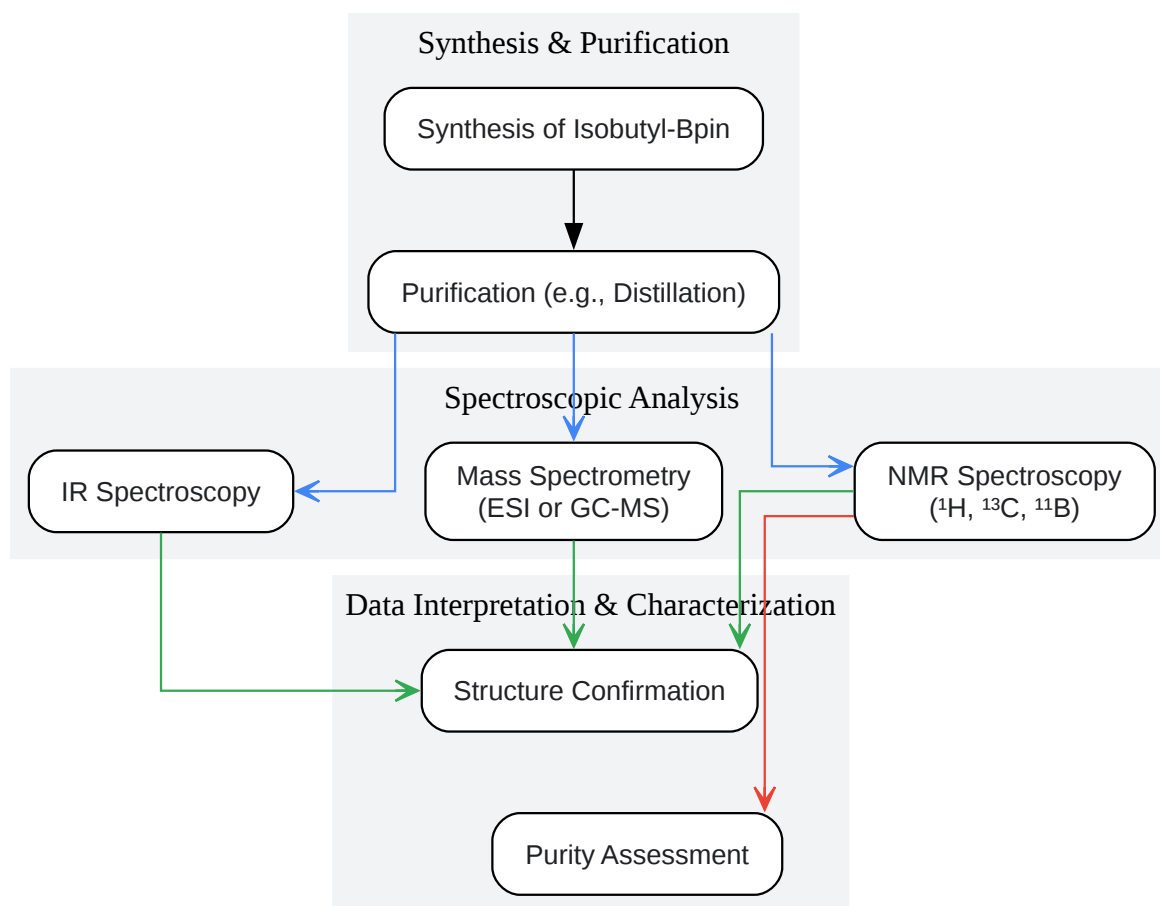 Synthesis & Purification
Synthesis of Isobutyl-Bpin
Purification (e.g., Distillation)
Spectroscopic Analysis
IR Spectroscopy
Mass Spectrometry
(ESI or GC-MS)
NMR Spectroscopy
(¹H, ¹³C, ¹¹B)
Data Interpretation & Characterization
Structure Confirmation
Purity Assessment